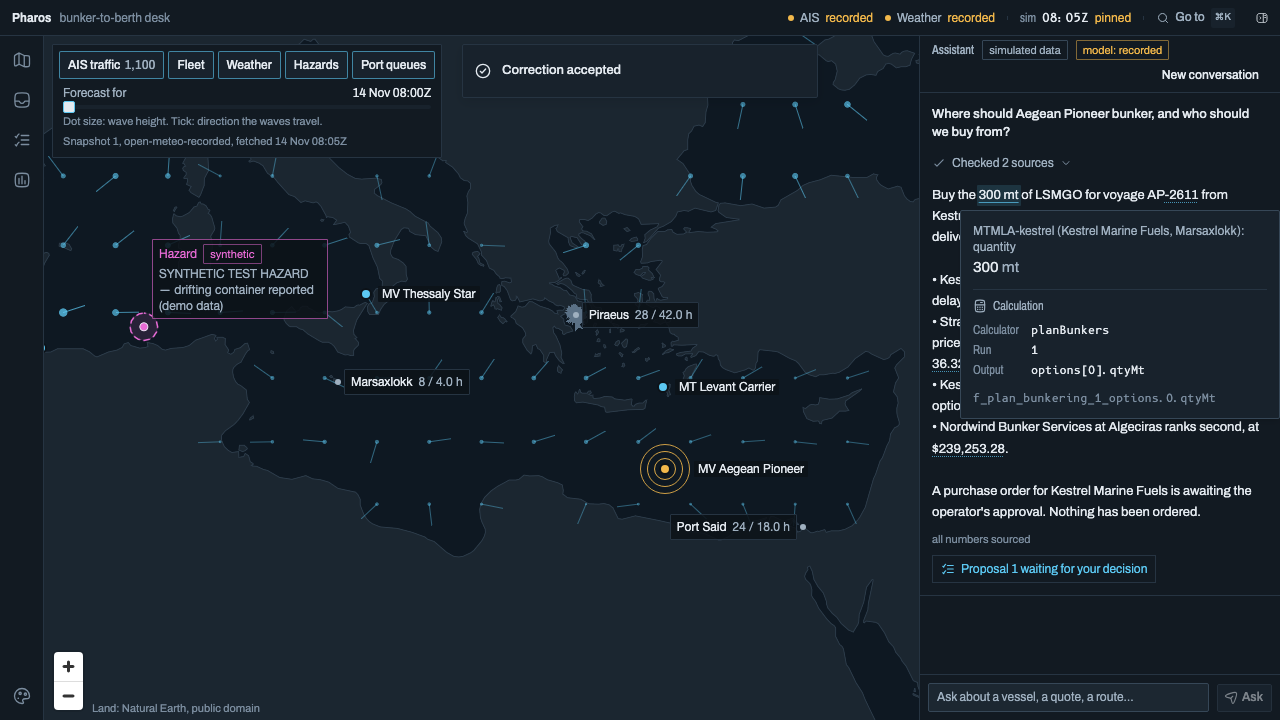 Pharos bunker-to-berth desk
AIS recorded Weather recorded sim 08:05Z pinned Go to ⌘K
AIS traffic 1,100 Fleet Weather Hazards Port queues
Forecast for 14 Nov 08:00Z
Dot size: wave height. Tick: direction the waves travel.
Snapshot 1, open-meteo-recorded, fetched 14 Nov 08:05Z
Correction accepted
Hazard synthetic
SYNTHETIC TEST HAZARD
— drifting container reported
(demo data)
MV Thessaly Star
Piraeus 28 / 42.0 h
Marsaxlokk 8 / 4.0 h
MT Levant Carrier
MV Aegean Pioneer
Port Said 24 / 18.0 h
+
−
Land: Natural Earth, public domain
Assistant simulated data model: recorded
New conversation
Where should Aegean Pioneer bunker, and who should
we buy from?
Checked 2 sources
Buy the 300 mt of LSMGO for voyage AP-2611 from
Kest
deliv
MTMLA-kestrel (Kestrel Marine Fuels, Marsaxlokk):
quantity
300 mt
Calculation
Calculator planBunkers
Run 1
Output options[0].qtyMt
f_plan_bunkering_1_options.0.qtyMt
• Kes
delay
• Stra
price
36.32
• Kes
optio
• Nordwind Bunker Services at Algeciras ranks second, at
$239,253.28.
A purchase order for Kestrel Marine Fuels is awaiting the
operator's approval. Nothing has been ordered.
all numbers sourced
Proposal 1 waiting for your decision
Ask about a vessel, a quote, a route...
Ask